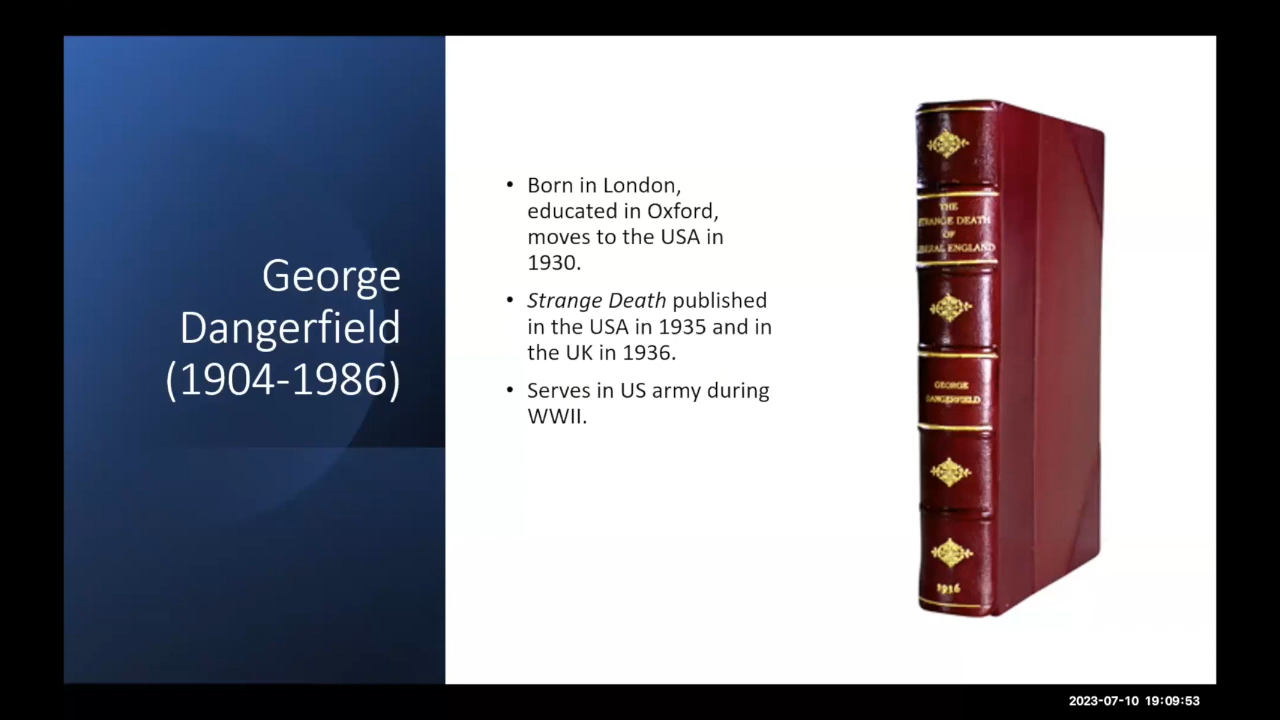 George
Dangerfield
(1904-1986)
• Born in London,
educated in Oxford,
moves to the USA in
1930.
• Strange Death published
in the USA in 1935 and in
the UK in 1936.
• Serves in US army during
WWII.
THE
STRANGE DEATH
OF
LIBERAL ENGLAND
GEORGE
DANGERFIELD
2023-07-10 19:09:53